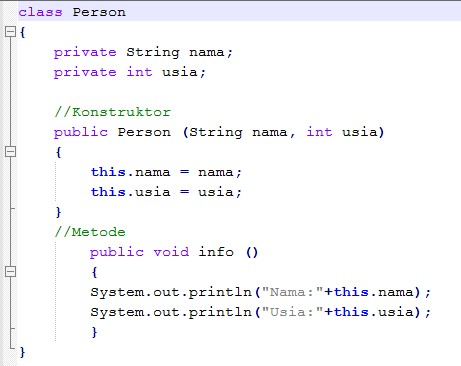 class Person
{
    private String nama;
    private int usia;

    //Konstruktor
    public Person (String nama, int usia)
    {
        this.nama = nama;
        this.usia = usia;
    }
    //Metode
        public void info ()
        {
        System.out.println("Nama:"+this.nama);
        System.out.println("Usia:"+this.usia);
        }
}